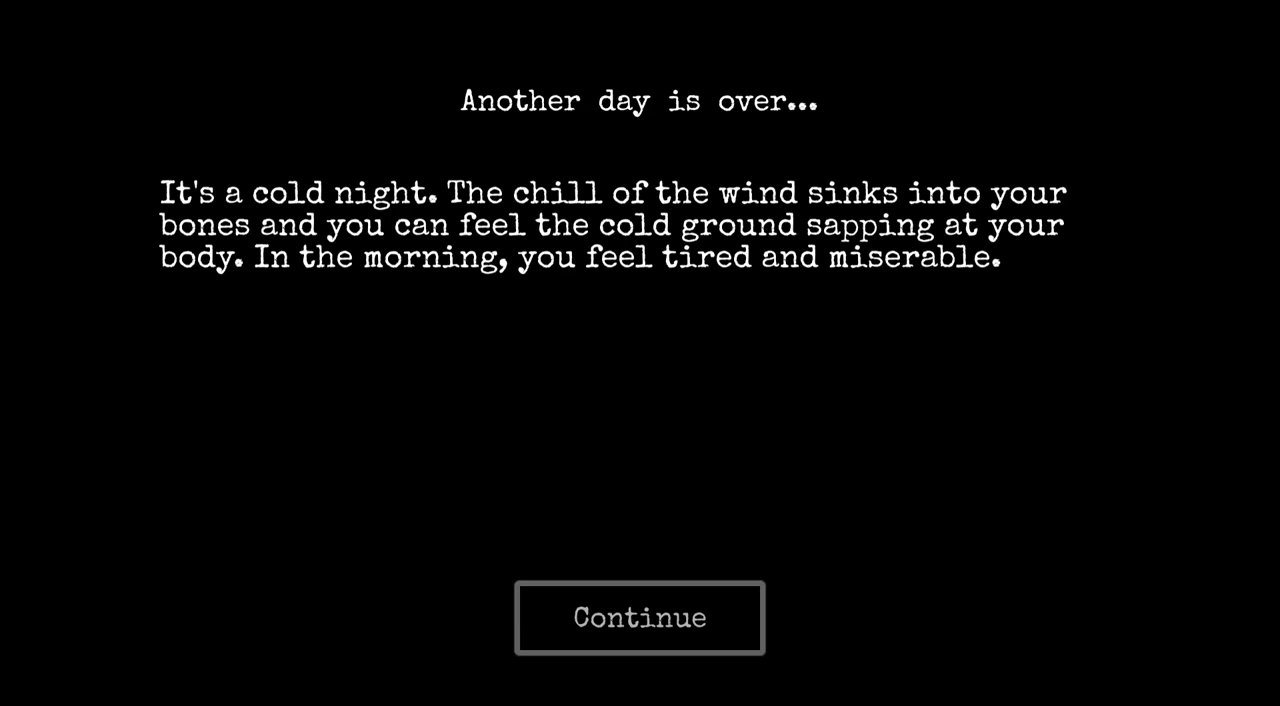 Another day is over...
It's a cold night. The chill of the wind sinks into your
bones and you can feel the cold ground sapping at your
body. In the morning, you feel tired and miserable.
Continue